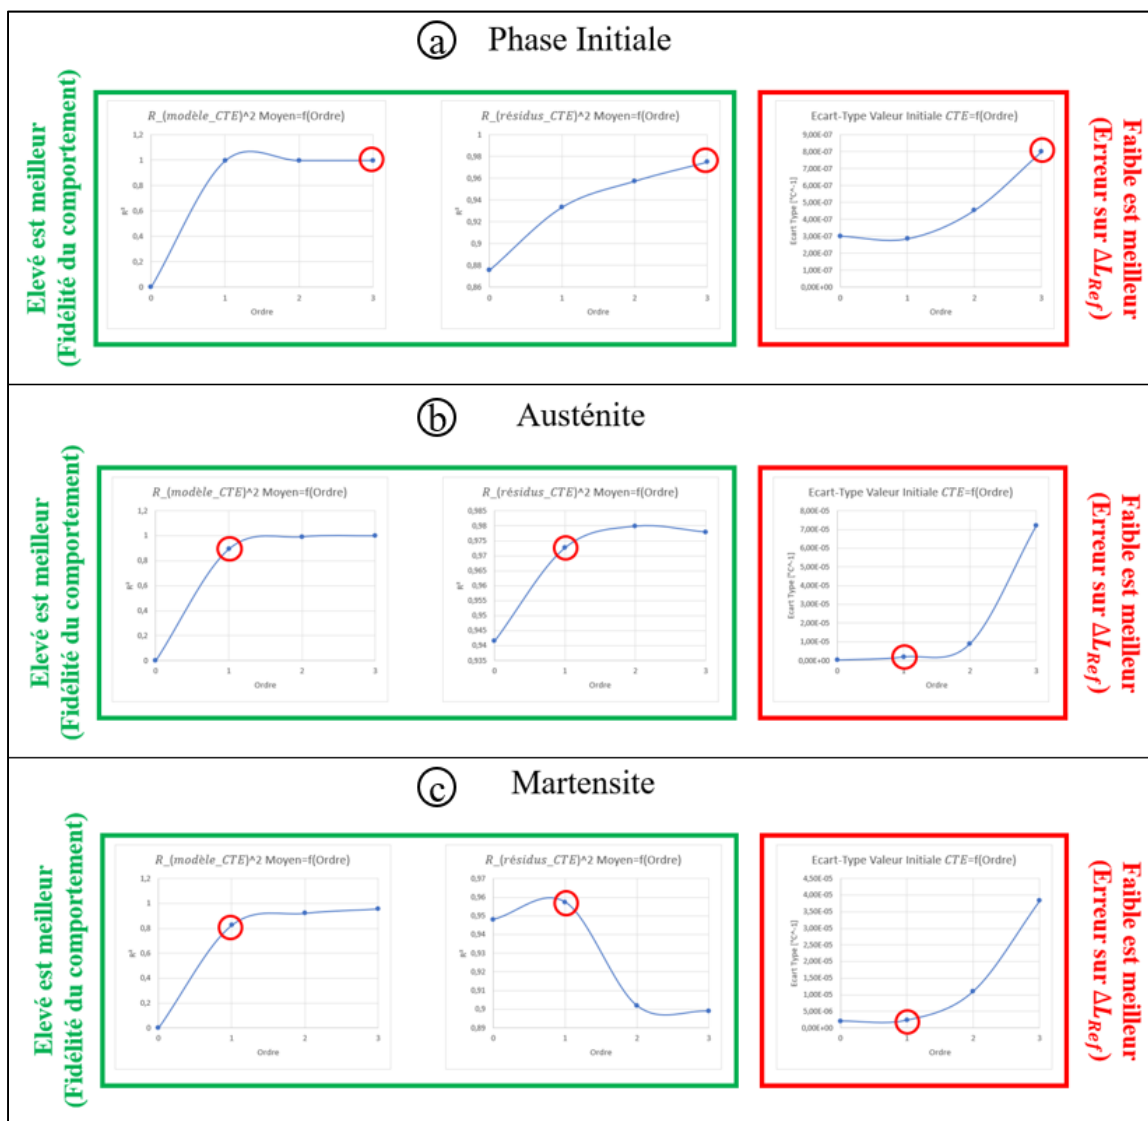 a Phase Initiale
Elevé est meilleur
(Fidélité du comportement)
R_(modèle_CTE)^2 Moyen=f(Ordre)
1,2
1
0,8
0,6
0,4
0,2
0
R²
0 1 2 3
Ordre
R_(résidus_CTE)^2 Moyen=f(Ordre)
1
0,98
0,96
0,94
0,92
0,9
0,88
0,86
R²
0 1 2 3
Ordre
Ecart-Type Valeur Initiale CTE=f(Ordre)
9,00E-07
8,00E-07
7,00E-07
6,00E-07
5,00E-07
4,00E-07
3,00E-07
2,00E-07
1,00E-07
0,00E+00
Ecart Type [°C^-1]
0 1 2 3
Ordre
Faible est meilleur
(Erreur sur ΔL_Ref)
b Austénite
Elevé est meilleur
(Fidélité du comportement)
R_(modèle_CTE)^2 Moyen=f(Ordre)
1,2
1
0,8
0,6
0,4
0,2
0
R²
0 1 2 3
Ordre
R_(résidus_CTE)^2 Moyen=f(Ordre)
0,985
0,98
0,975
0,97
0,965
0,96
0,955
0,95
0,945
0,94
0,935
R²
0 1 2 3
Ordre
Ecart-Type Valeur Initiale CTE=f(Ordre)
8,00E-05
7,00E-05
6,00E-05
5,00E-05
4,00E-05
3,00E-05
2,00E-05
1,00E-05
0,00E+00
Ecart Type [°C^-1]
0 1 2 3
Ordre
Faible est meilleur
(Erreur sur ΔL_Ref)
c Martensite
Elevé est meilleur
(Fidélité du comportement)
R_(modèle_CTE)^2 Moyen=f(Ordre)
1,2
1
0,8
0,6
0,4
0,2
0
R²
0 1 2 3
Ordre
R_(résidus_CTE)^2 Moyen=f(Ordre)
0,97
0,96
0,95
0,94
0,93
0,92
0,91
0,9
0,89
R²
0 1 2 3
Ordre
Ecart-Type Valeur Initiale CTE=f(Ordre)
4,50E-05
4,00E-05
3,50E-05
3,00E-05
2,50E-05
2,00E-05
1,50E-05
1,00E-05
5,00E-06
0,00E+00
Ecart Type [°C^-1]
0 1 2 3
Ordre
Faible est meilleur
(Erreur sur ΔL_Ref)